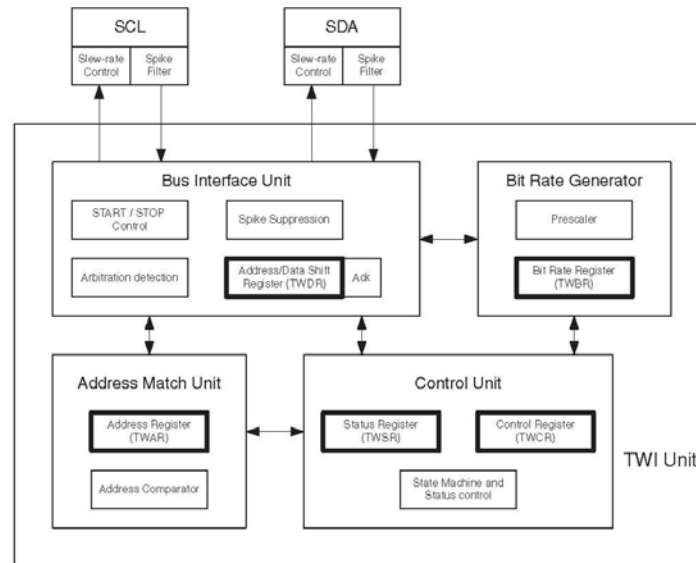 SCL
Slew-rate
Control
Spike
Filter
SDA
Slew-rate
Control
Spike
Filter
Bus Interface Unit
START / STOP
Control
Spike Suppression
Arbitration detection
Address/Data Shift
Register (TWDR)
Ack
Bit Rate Generator
Prescaler
Bit Rate Register
(TWBR)
Address Match Unit
Address Register
(TWAR)
Address Comparator
Control Unit
Status Register
(TWSR)
Control Register
(TWCR)
State Machine and
Status control
TWI Unit